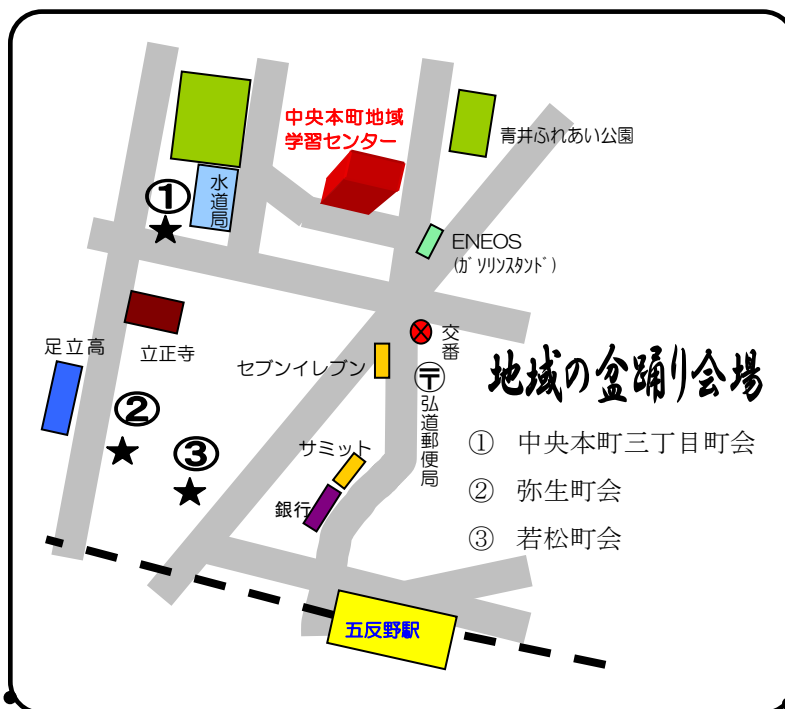 中央本町地域
学習センター
青井ふれあい公園
水道局
①
ENEOS
(ｶﾞｿﾘﾝｽﾀﾝﾄﾞ)
交番
足立高
立正寺
セブンイレブン
〒
弘道郵便局
地域の盆踊り会場
②
③
サミット
銀行
① 中央本町三丁目町会
② 弥生町会
③ 若松町会
五反野駅